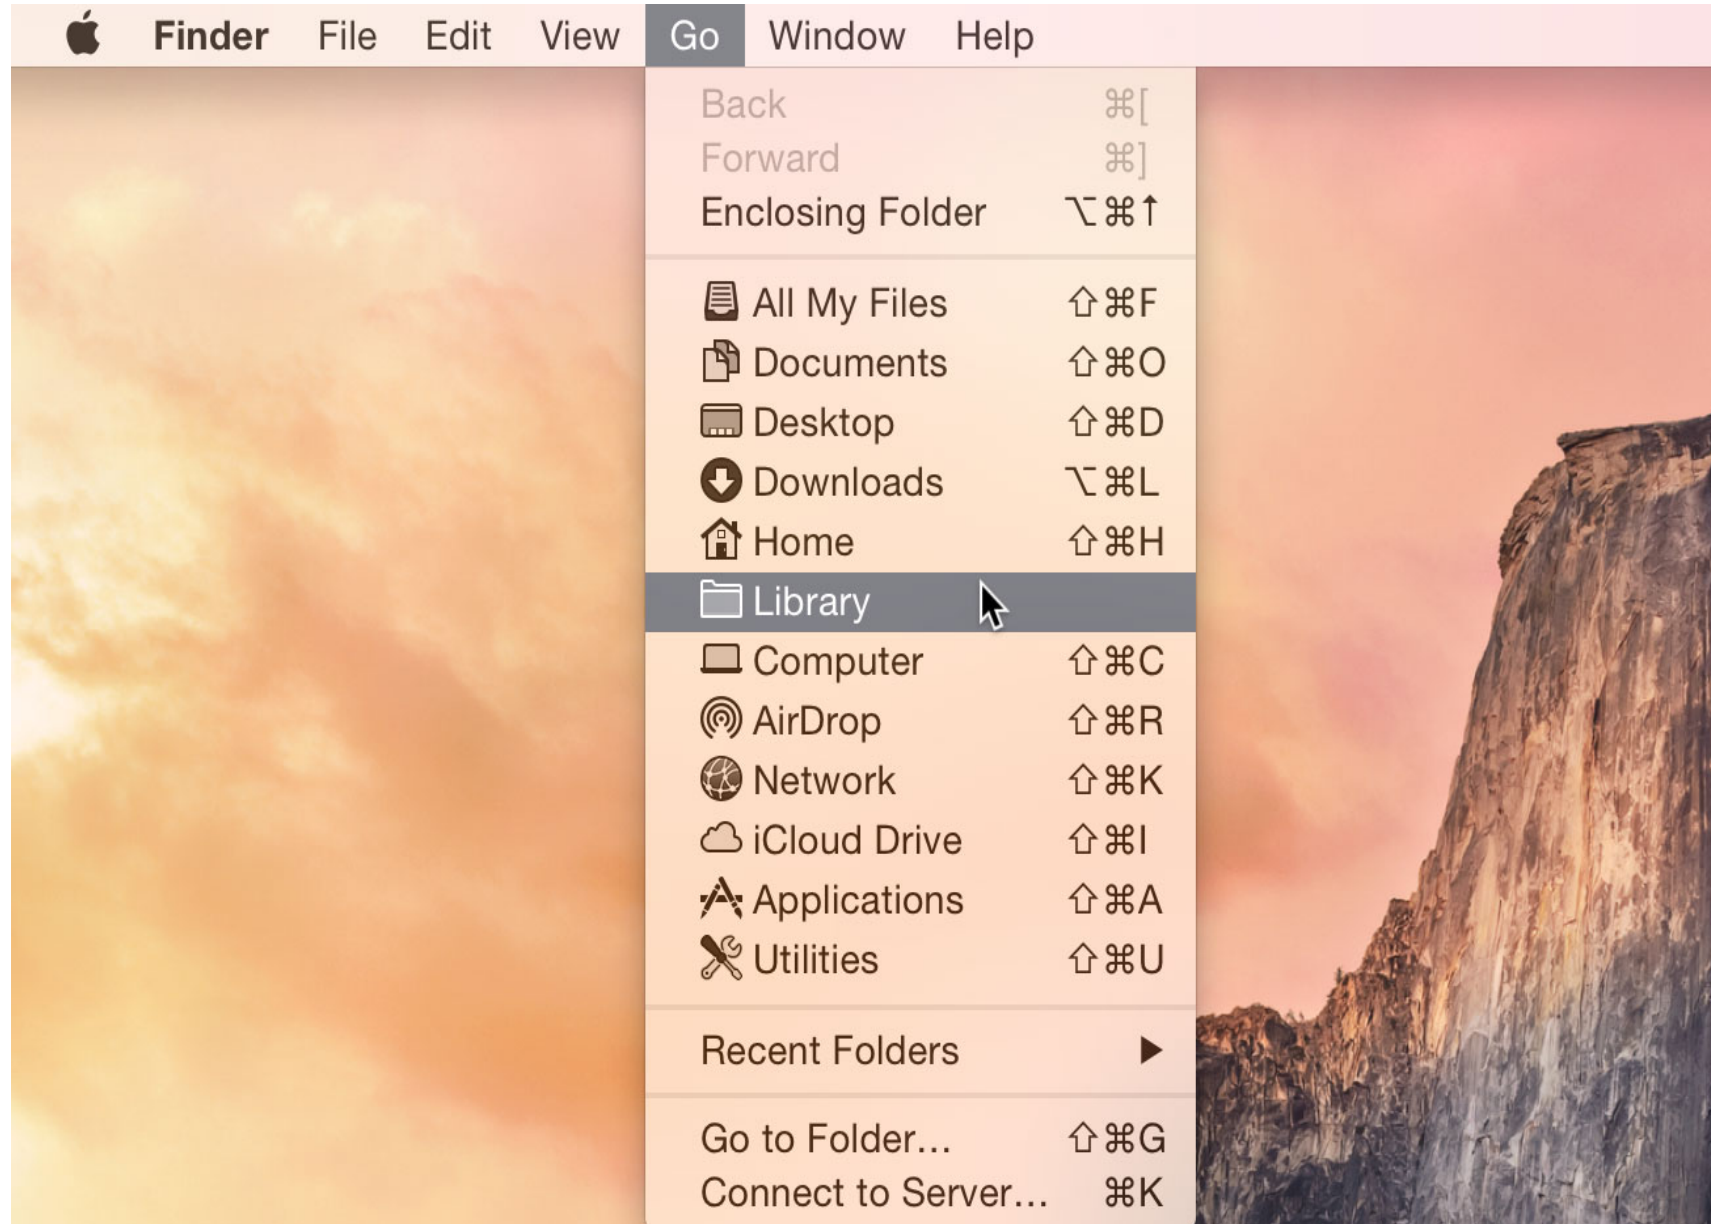 Finder File Edit View Go Window Help
Back ⌘[
Forward ⌘]
Enclosing Folder ⌥⌘↑
All My Files ⇧⌘F
Documents ⇧⌘O
Desktop ⇧⌘D
Downloads ⌥⌘L
Home ⇧⌘H
Library
Computer ⇧⌘C
AirDrop ⇧⌘R
Network ⇧⌘K
iCloud Drive ⇧⌘I
Applications ⇧⌘A
Utilities ⇧⌘U
Recent Folders ▶
Go to Folder... ⇧⌘G
Connect to Server... ⌘K